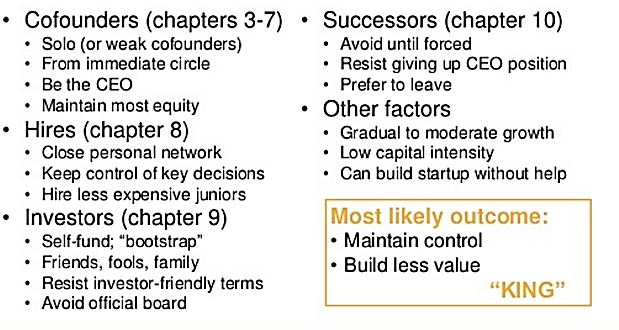 • Cofounders (chapters 3-7)
• Solo (or weak cofounders)
• From immediate circle
• Be the CEO
• Maintain most equity
• Hires (chapter 8)
• Close personal network
• Keep control of key decisions
• Hire less expensive juniors
• Investors (chapter 9)
• Self-fund; “bootstrap”
• Friends, fools, family
• Resist investor-friendly terms
• Avoid official board
• Successors (chapter 10)
• Avoid until forced
• Resist giving up CEO position
• Prefer to leave
• Other factors
• Gradual to moderate growth
• Low capital intensity
• Can build startup without help
Most likely outcome:
• Maintain control
• Build less value
“KING”